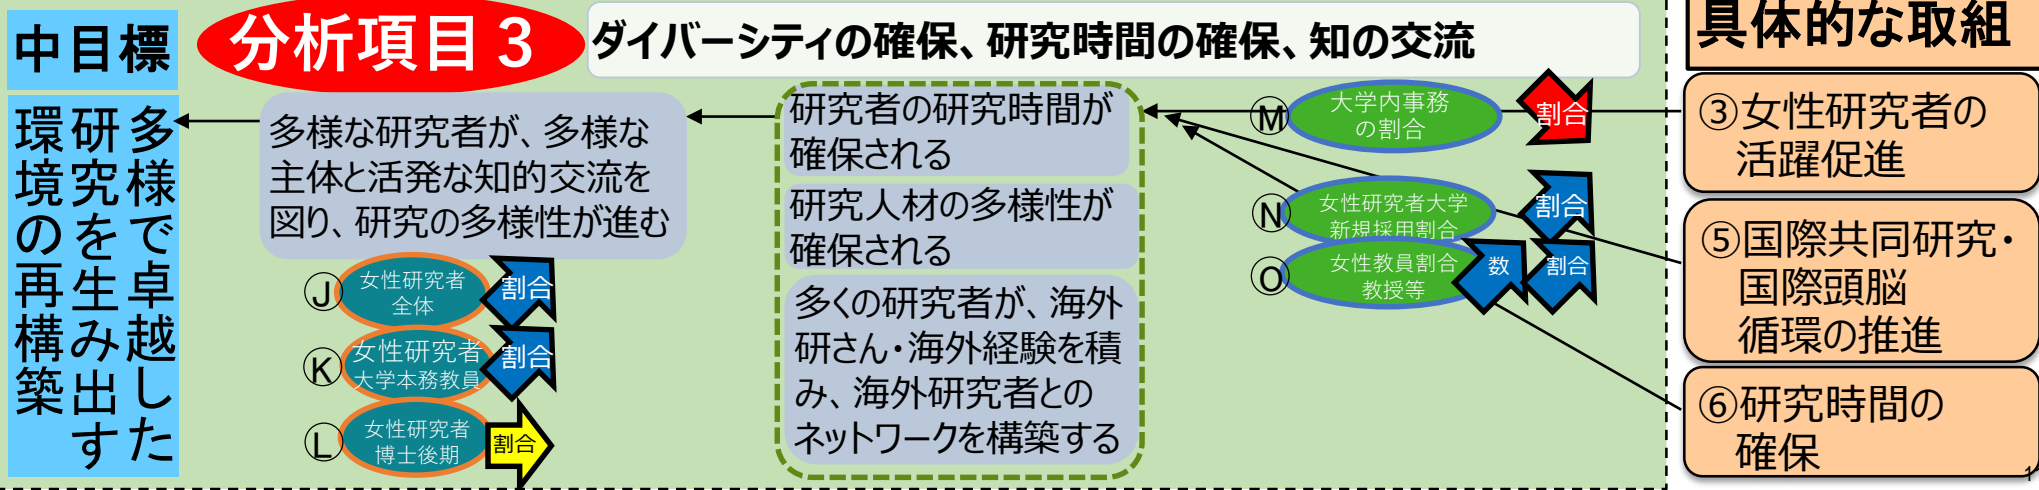 中目標
分析項目3
ダイバーシティの確保、研究時間の確保、知の交流
具体的な取組
多様で卓越した
研究を生み出す
環境の再構築
多様な研究者が、多様な
主体と活発な知的交流を
図り、研究の多様性が進む
Ⓙ
女性研究者
全体
割合
Ⓚ
女性研究者
大学本務教員
割合
Ⓛ
女性研究者
博士後期
割合
研究者の研究時間が
確保される
研究人材の多様性が
確保される
多くの研究者が、海外
研さん・海外経験を積
み、海外研究者との
ネットワークを構築する
Ⓜ
大学内事務
の割合
割合
Ⓝ
女性研究者大学
新規採用割合
割合
Ⓞ
女性教員割合
教授等
数
割合
③女性研究者の
活躍促進
⑤国際共同研究・
国際頭脳
循環の推進
⑥研究時間の
確保
1